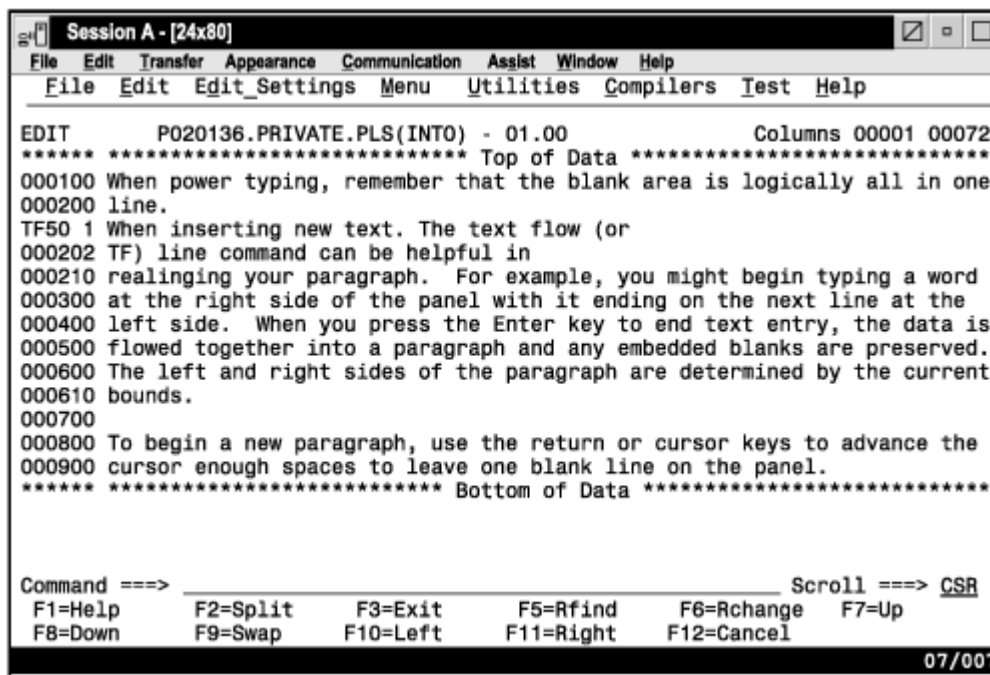 Session A - [24x80]
File Edit Transfer Appearance Communication Assist Window Help
File Edit Edit_Settings Menu Utilities Compilers Test Help
EDIT P020136.PRIVATE.PLS(INTO) - 01.00 Columns 00001 00072
****** ***************************** Top of Data *****************************
000100 When power typing, remember that the blank area is logically all in one
000200 line.
TF50 1 When inserting new text. The text flow (or
000202 TF) line command can be helpful in
000210 realinging your paragraph.  For example, you might begin typing a word
000300 at the right side of the panel with it ending on the next line at the
000400 left side.  When you press the Enter key to end text entry, the data is
000500 flowed together into a paragraph and any embedded blanks are preserved.
000600 The left and right sides of the paragraph are determined by the current
000610 bounds.
000700
000800 To begin a new paragraph, use the return or cursor keys to advance the
000900 cursor enough spaces to leave one blank line on the panel.
****** *************************** Bottom of Data ****************************
Command ===> Scroll ===> CSR
F1=Help F2=Split F3=Exit F5=Rfind F6=Rchange F7=Up
F8=Down F9=Swap F10=Left F11=Right F12=Cancel
07/007